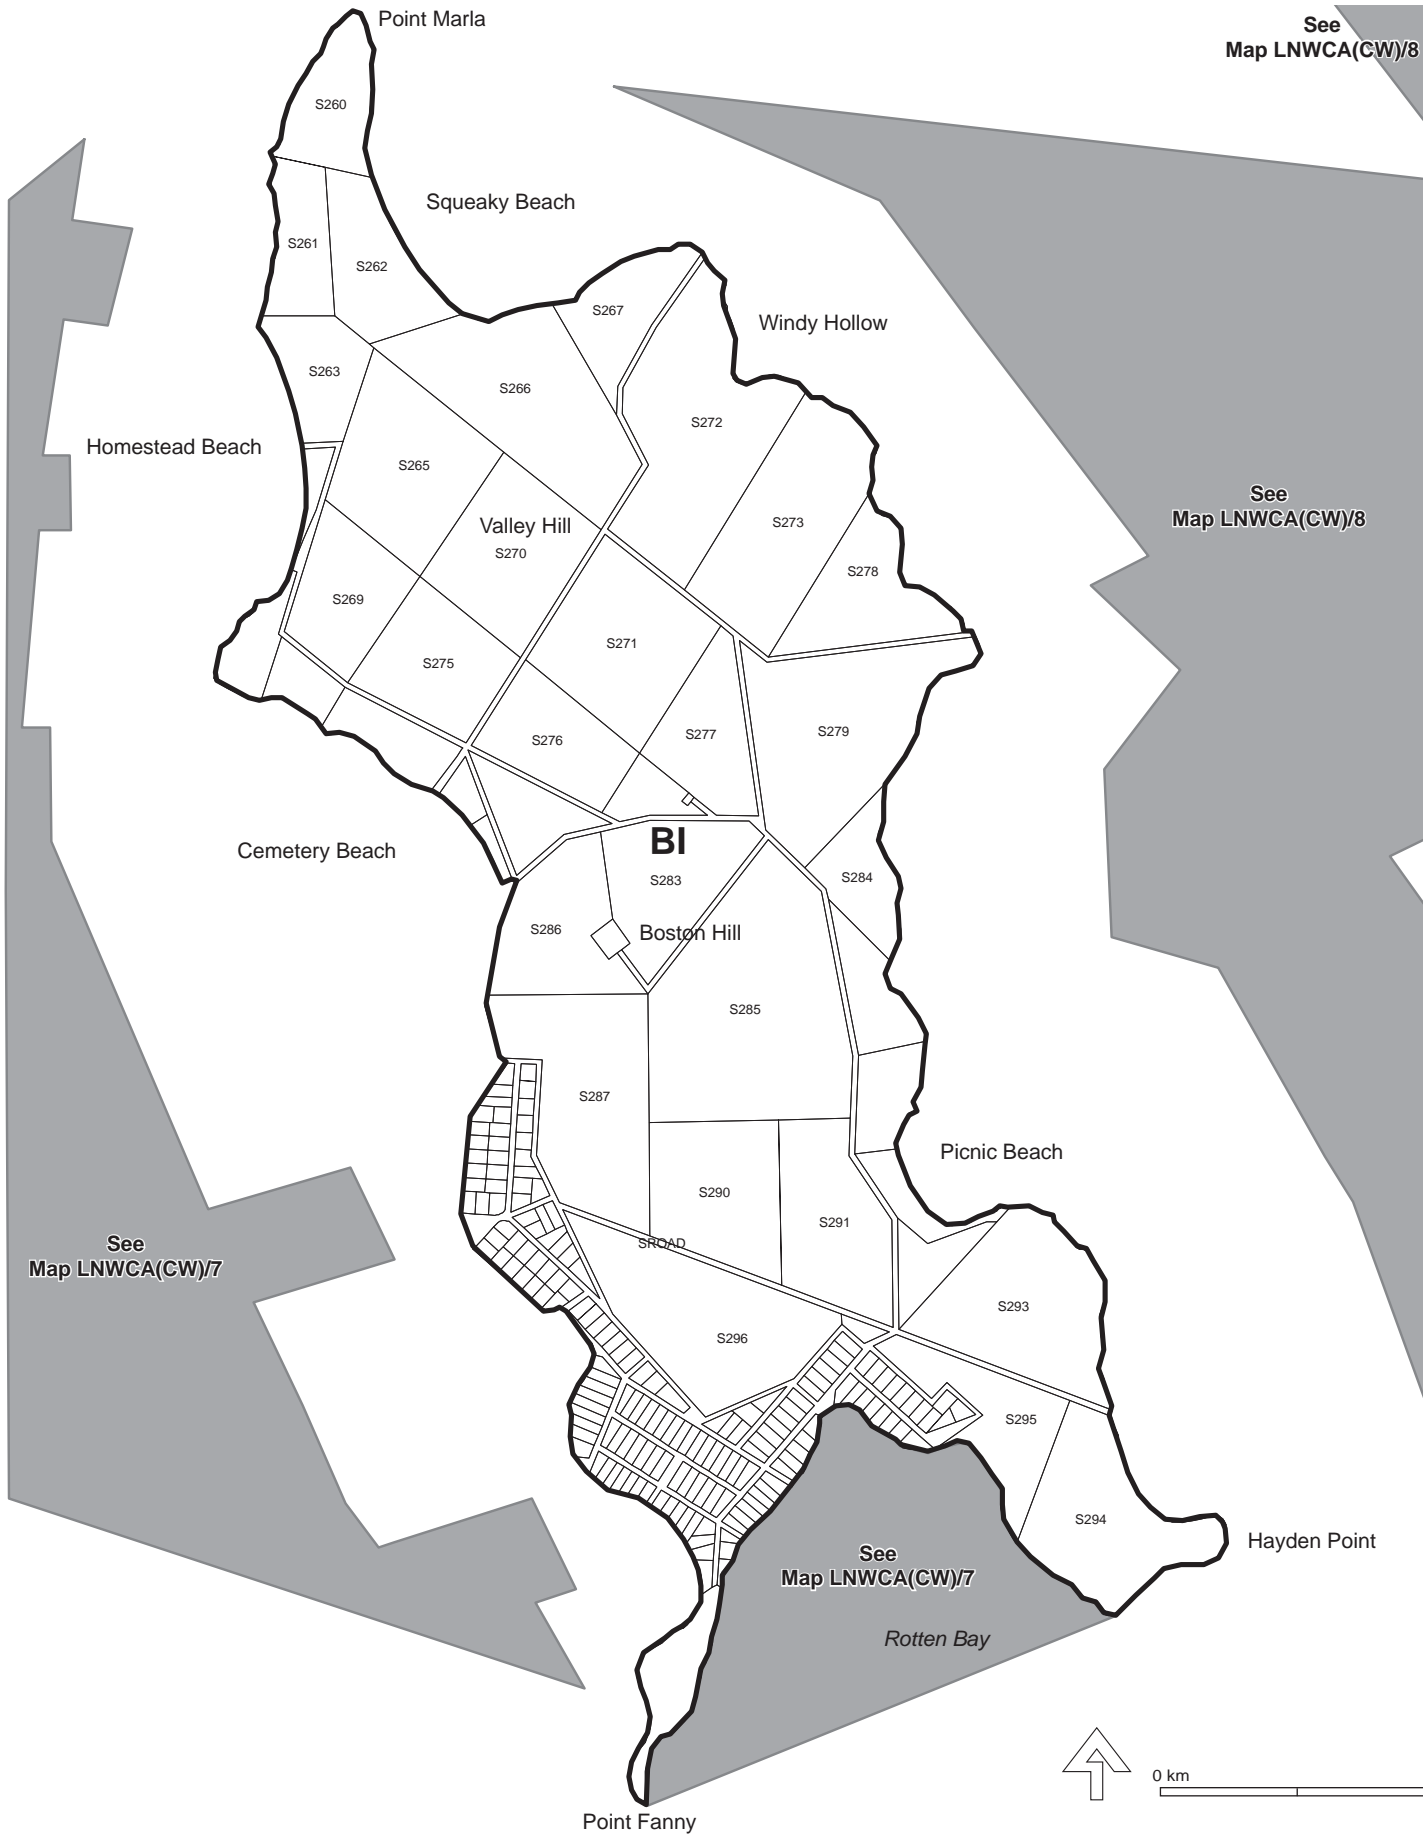 Point Marla
See
Map LNWCA(CW)/8
S260
Squeaky Beach
S261
S262
S267
Windy Hollow
S263
S266
S272
Homestead Beach
S265
See
Map LNWCA(CW)/8
S273
Valley Hill
S270
S278
S269
S271
S275
S279
S277
S276
BI
Cemetery Beach
S283
S284
S286
Boston Hill
S285
S287
Picnic Beach
S290
S291
SROAD
See
Map LNWCA(CW)/7
S293
S296
S295
S294
Hayden Point
See
Map LNWCA(CW)/7
Rotten Bay
0 km
Point Fanny